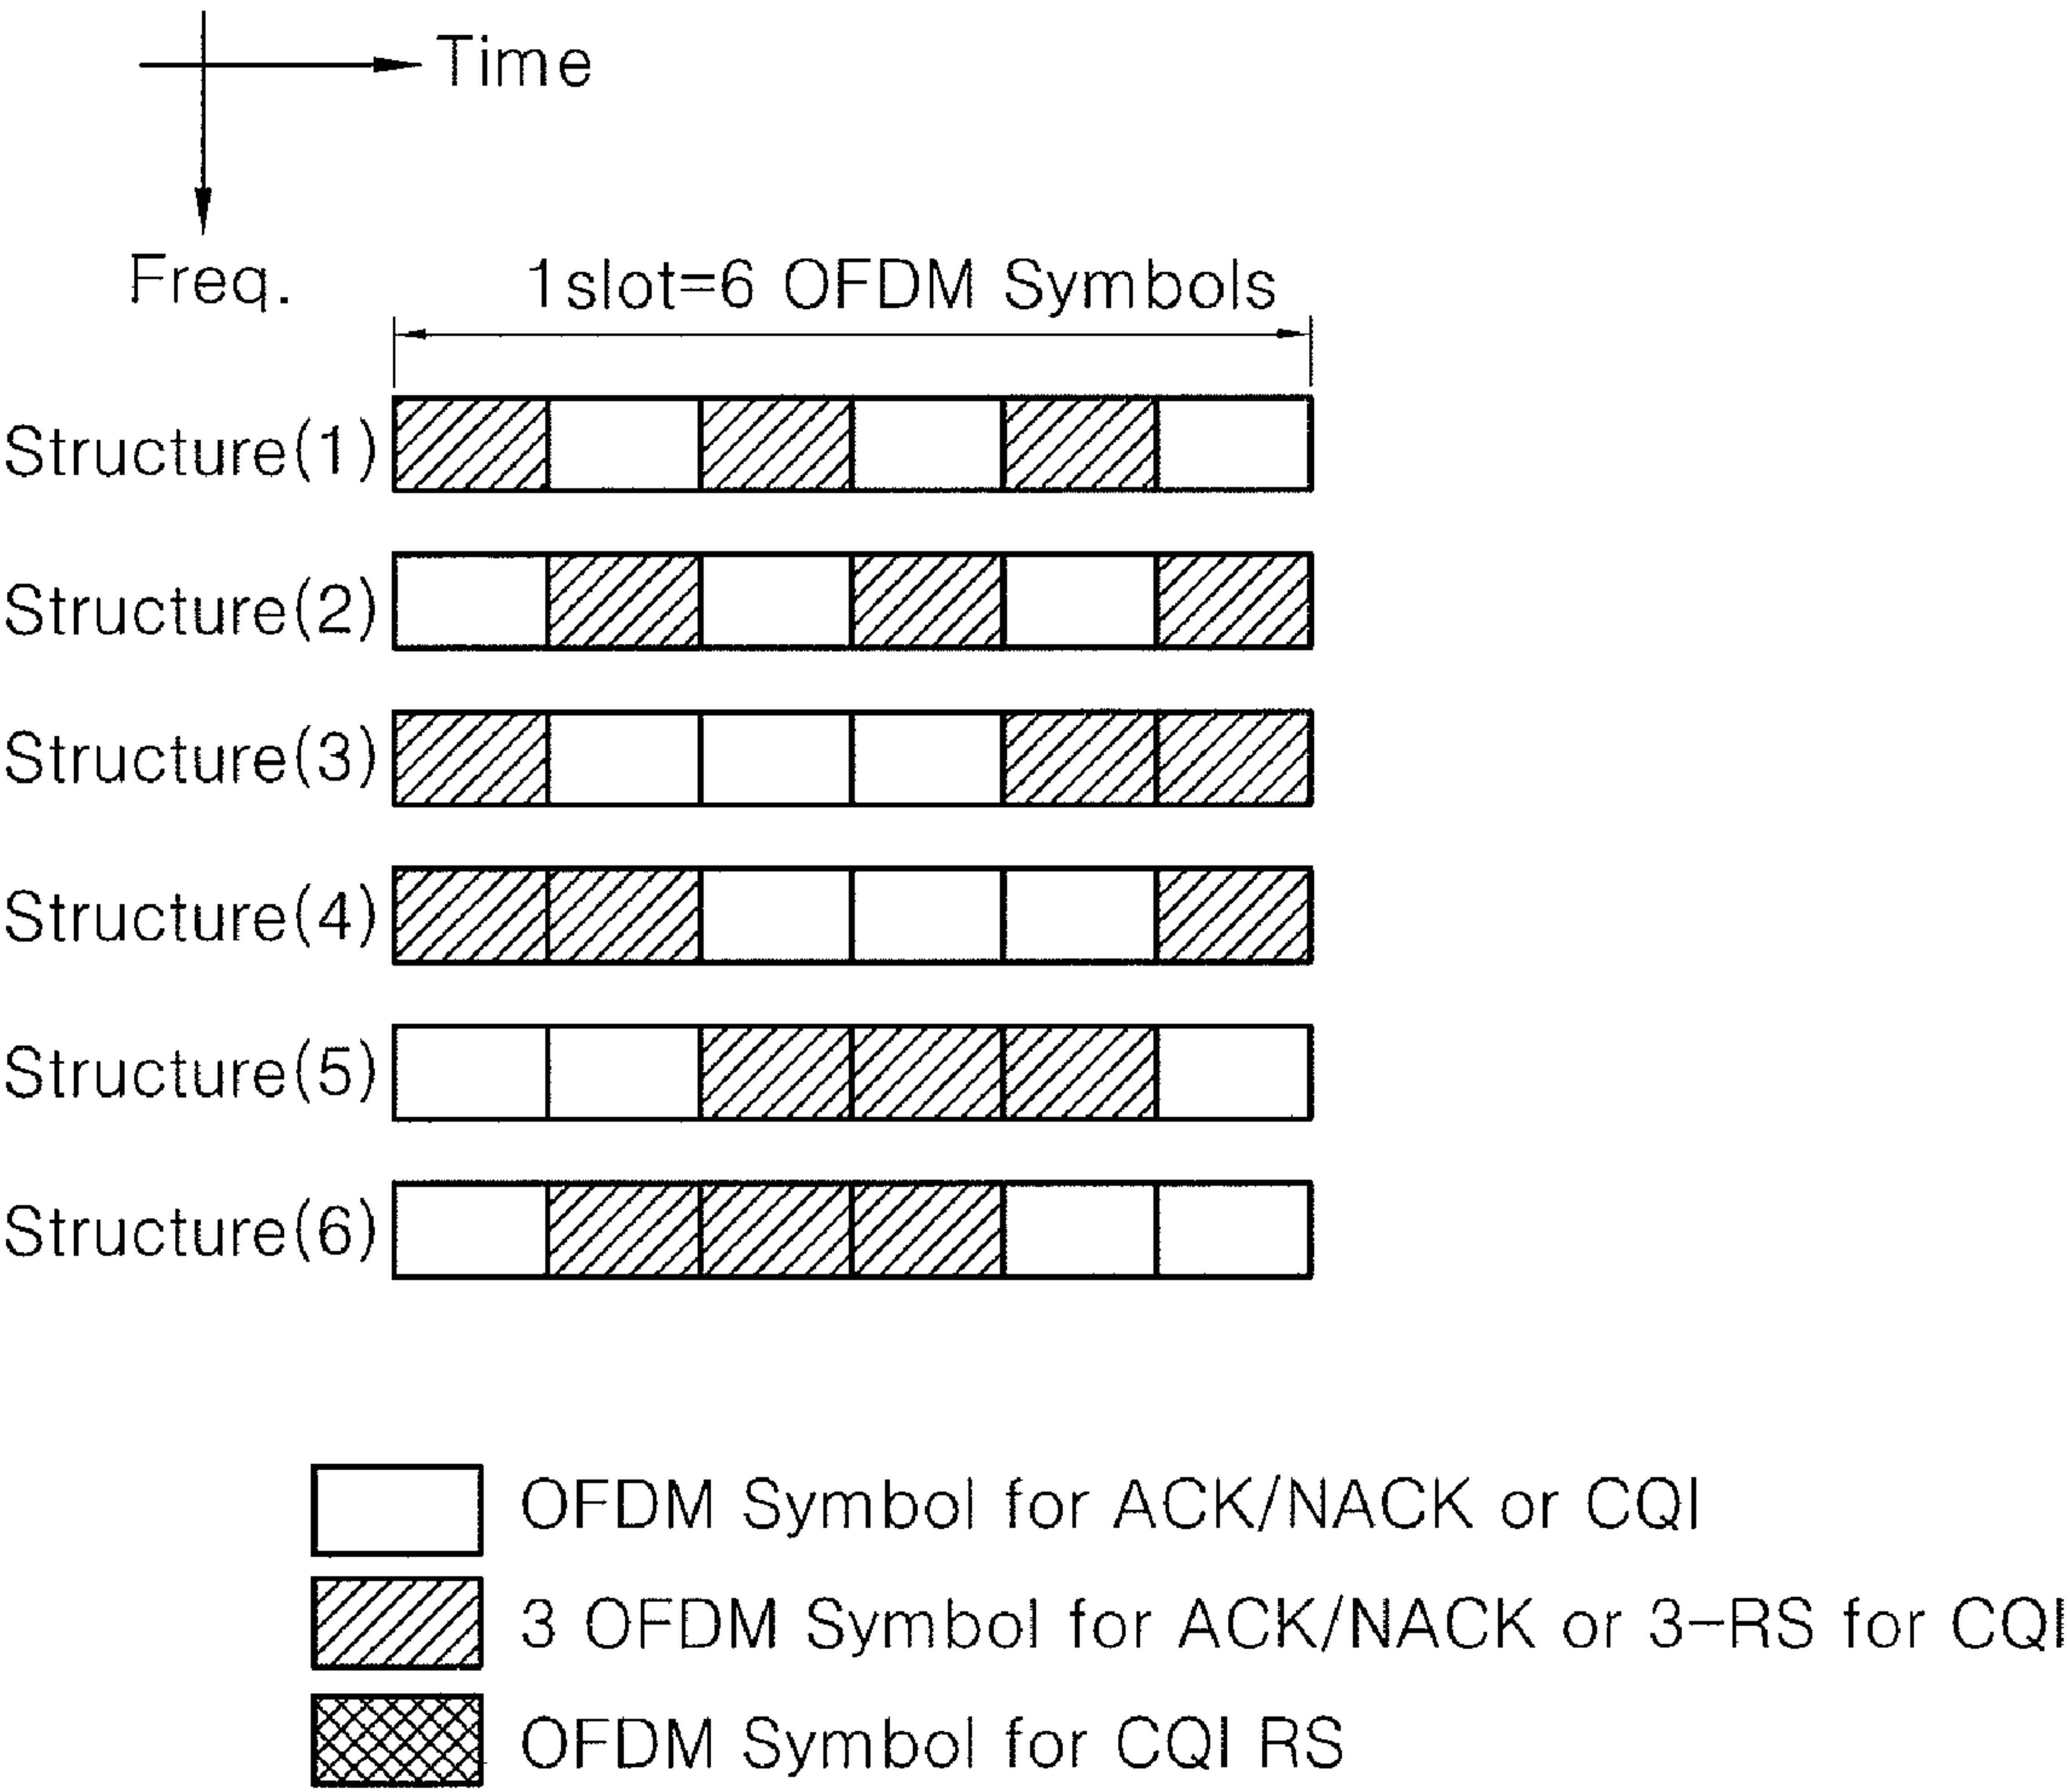 Time
Freq.
1slot=6 OFDM Symbols
Structure(1)
Structure(2)
Structure(3)
Structure(4)
Structure(5)
Structure(6)
OFDM Symbol for ACK/NACK or CQI
3 OFDM Symbol for ACK/NACK or 3-RS for CQI
OFDM Symbol for CQI RS